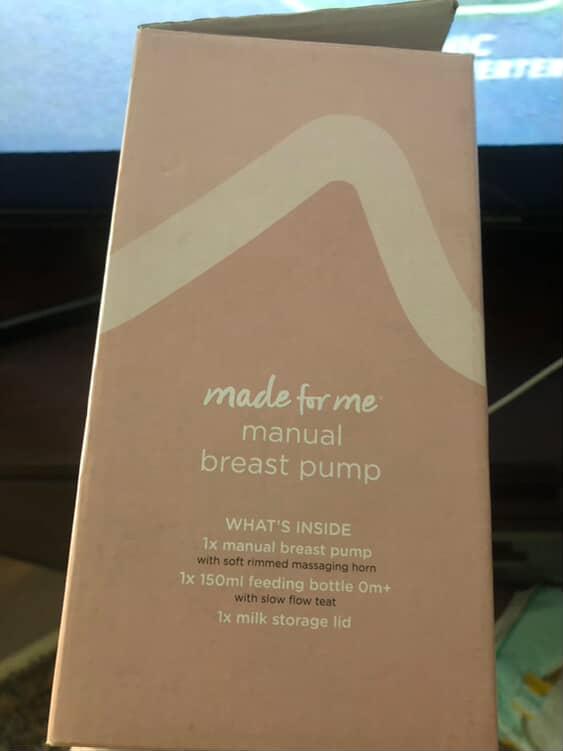 made for me
manual
breast pump
WHAT'S INSIDE
1x manual breast pump
with soft rimmed massaging horn
1x 150ml feeding bottle 0m+
with slow flow teat
1x milk storage lid